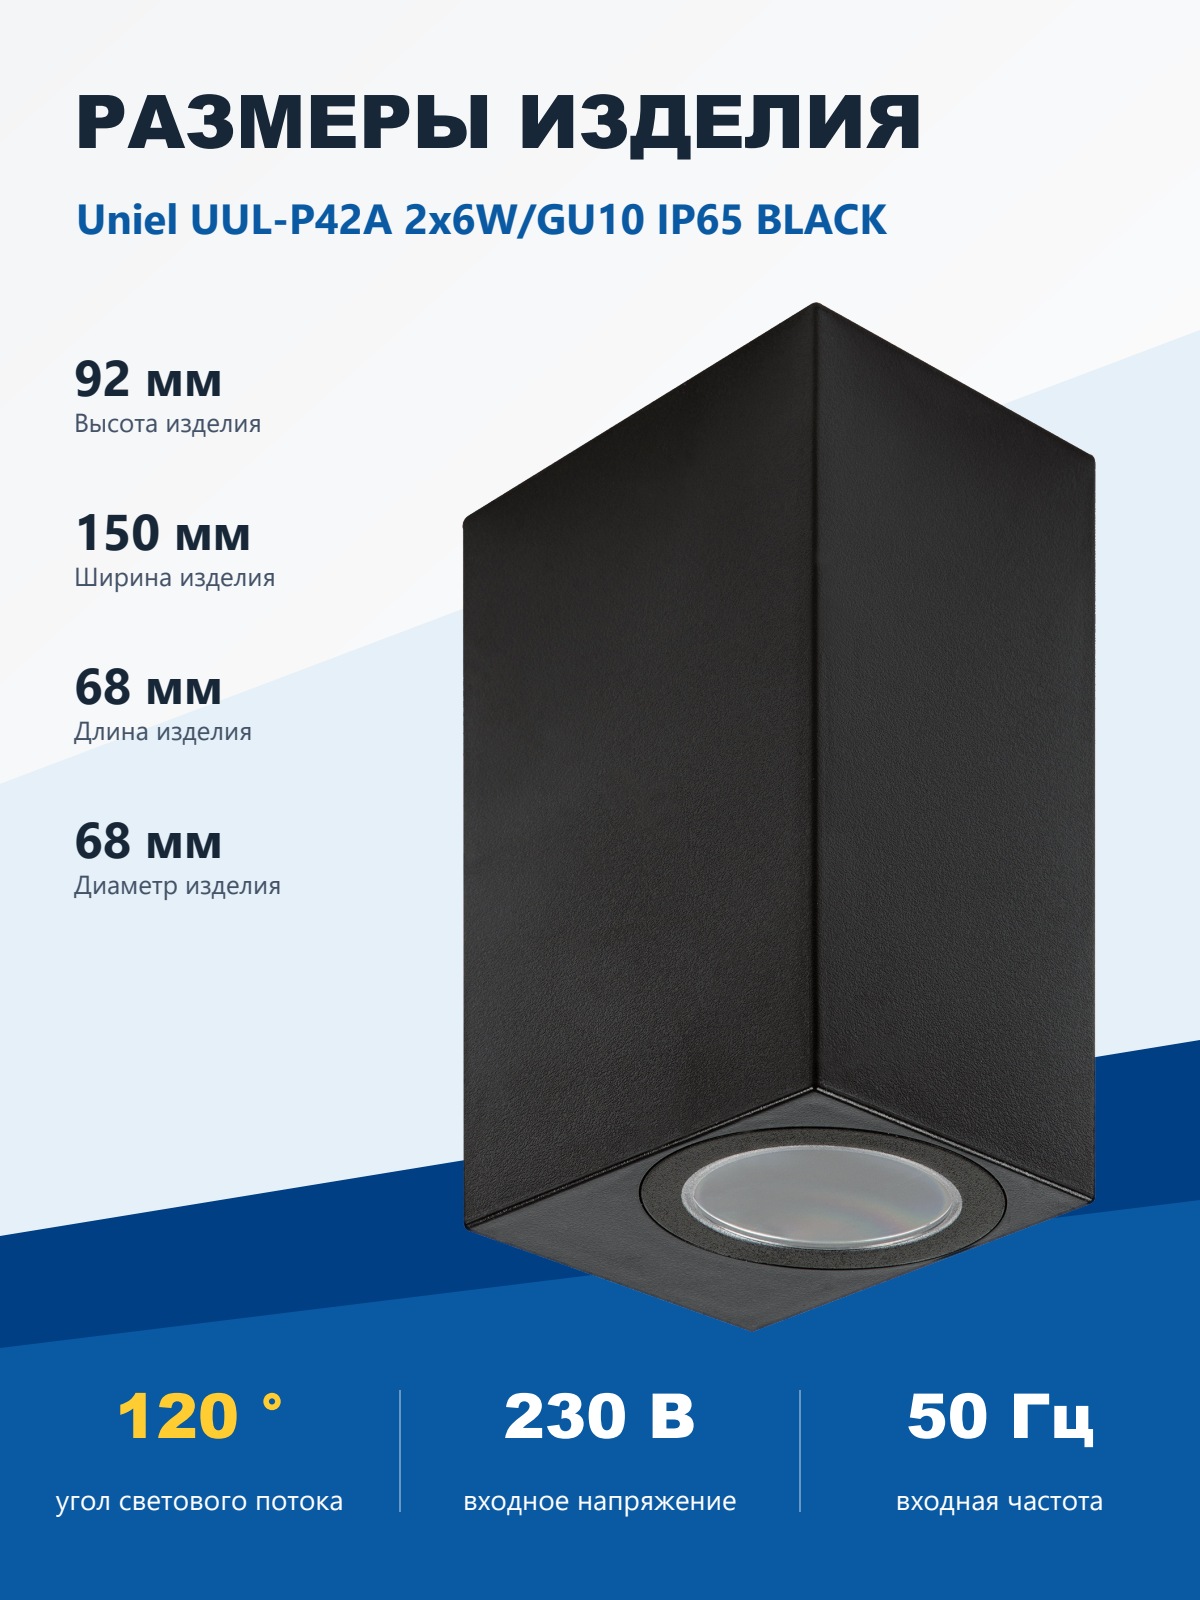 РАЗМЕРЫ ИЗДЕЛИЯ
Uniel UUL-P42A 2x6W/GU10 IP65 BLACK
92 мм
Высота изделия
150 мм
Ширина изделия
68 мм
Длина изделия
68 мм
Диаметр изделия
120 °
угол светового потока
230 В
входное напряжение
50 Гц
входная частота